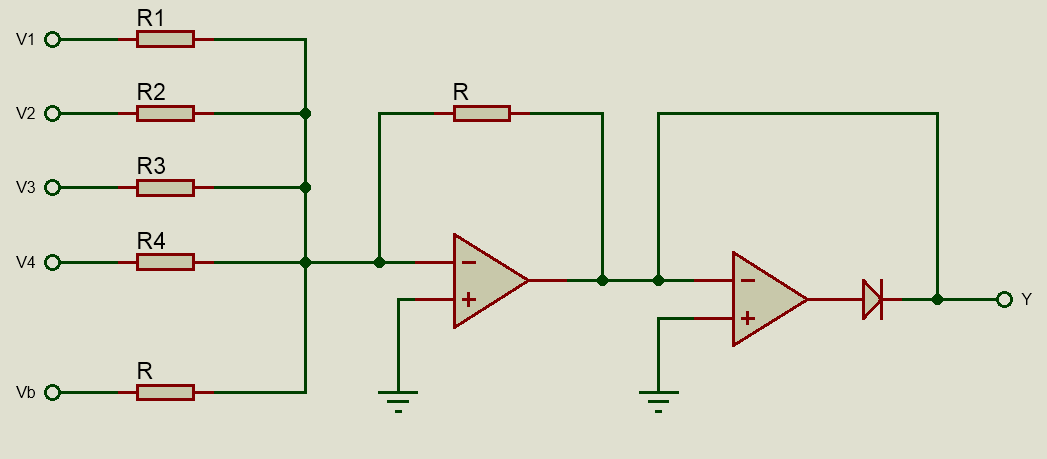 R1
V1
R2
V2
R
R3
V3
R4
V4
−
+
−
+
Y
R
Vb